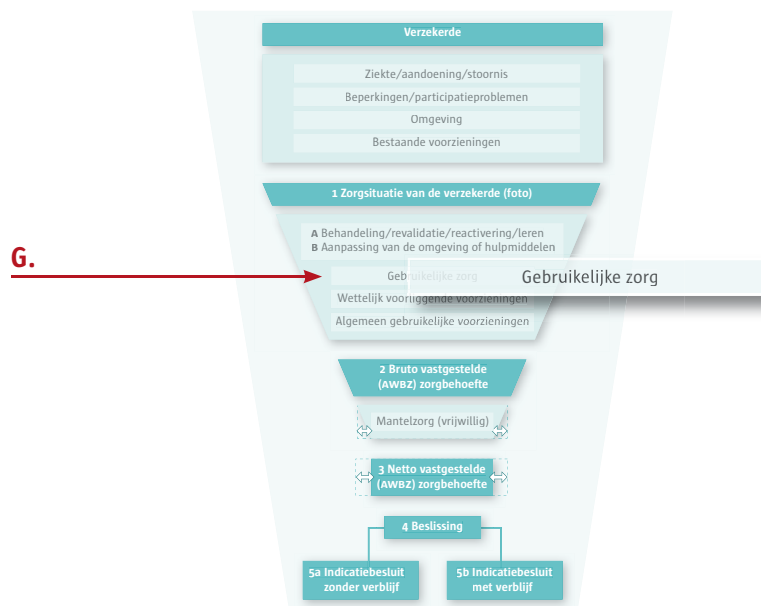 Verzekerde
Ziekte/aandoening/stoornis
Beperkingen/participatieproblemen
Omgeving
Bestaande voorzieningen
1 Zorgsituatie van de verzekerde (foto)
A Behandeling/revalidatie/reactivering/leren
B Aanpassing van de omgeving of hulpmiddelen
G.
Gebruikelijke zorg
Gebruikelijke zorg
Wettelijk voorliggende voorzieningen
Algemeen gebruikelijke voorzieningen
2 Bruto vastgestelde
(AWBZ) zorgbehoefte
Mantelzorg (vrijwillig)
3 Netto vastgestelde
(AWBZ) zorgbehoefte
4 Beslissing
5a Indicatiebesluit
zonder verblijf
5b Indicatiebesluit
met verblijf